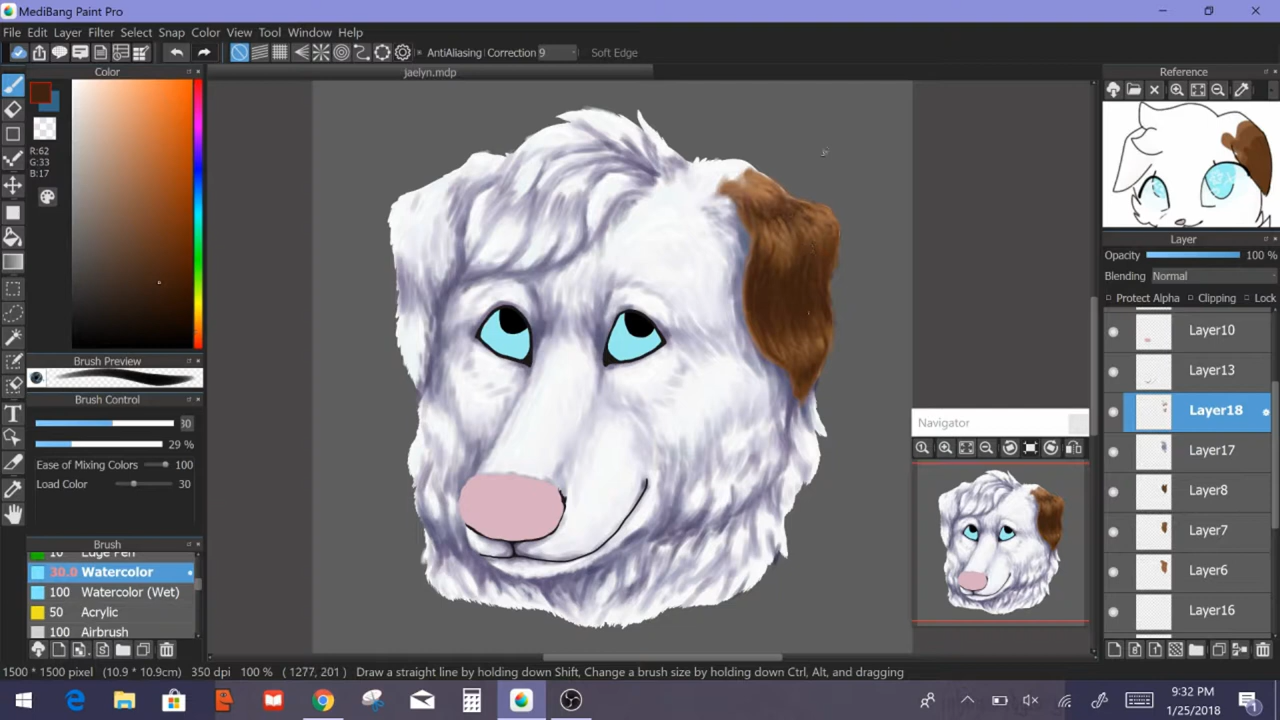 MediBang Paint Pro
File Edit Layer Filter Select Snap Color View Tool Window Help
AntiAliasing Correction 9 Soft Edge
Color
jaelyn.mdp
Reference
R:62
G:33
B:17
Layer
Opacity 100 %
Blending Normal
Protect Alpha Clipping Lock
Layer10
Brush Preview
Layer13
Brush Control
Layer18
30
Navigator
29 %
Layer17
Ease of Mixing Colors 100
Load Color 30
Layer8
Layer7
Brush
10 Edge Pen
Layer6
30.0 Watercolor
100 Watercolor (Wet)
50 Acrylic
Layer16
100 Airbrush
1500 * 1500 pixel (10.9 * 10.9cm) 350 dpi 100 % (1277, 201) Draw a straight line by holding down Shift, Change a brush size by holding down Ctrl, Alt, and dragging
9:32 PM
1/25/2018
1